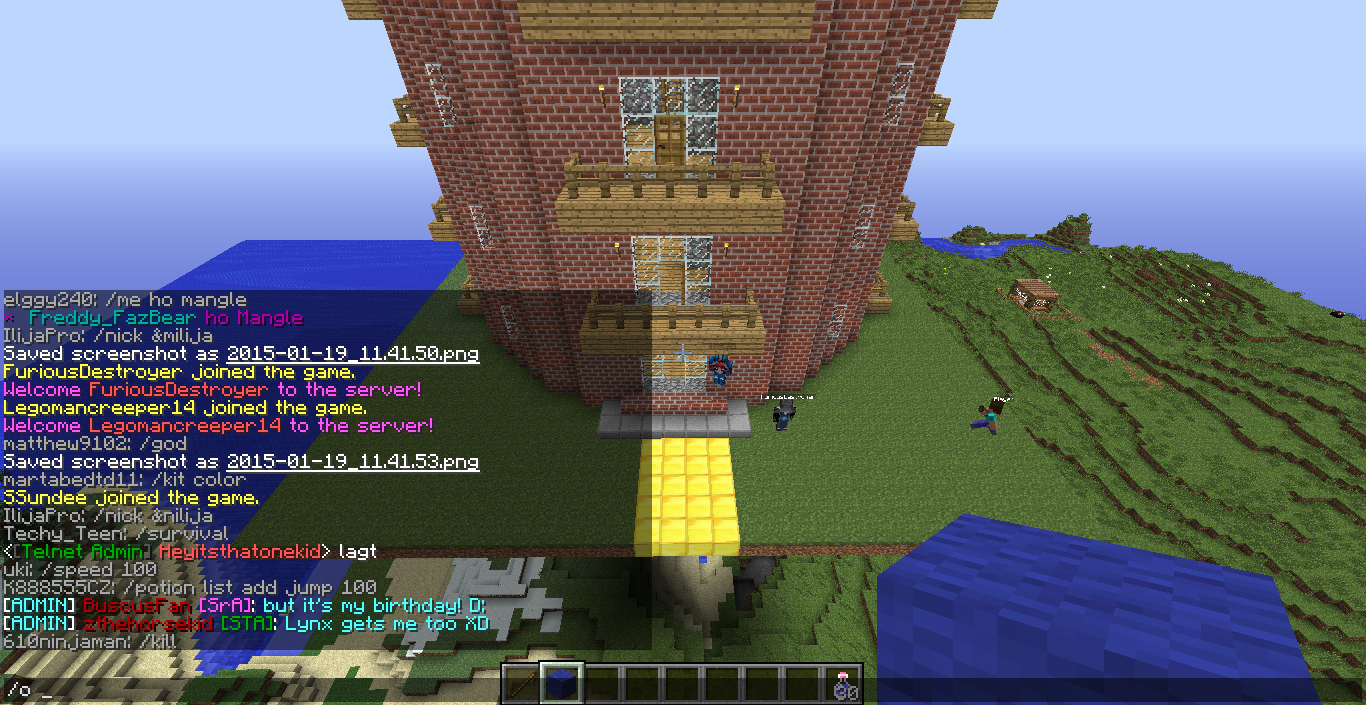 elggy240: /me ho mangle
* Freddy_FazBear ho Mangle
IlijaPro: /nick &milija
Saved screenshot as 2015-01-19_11.41.50.png
FuriousDestroyer joined the game.
Welcome FuriousDestroyer to the server!
Legomancreeper14 joined the game.
Welcome Legomancreeper14 to the server!
matthew9102: /god
Saved screenshot as 2015-01-19_11.41.53.png
martabedtd11: /kit color
SSundee joined the game.
IlijaPro: /nick &nilija
Techy_Teen: /survival
<[Telnet Admin] Heyitsthatonekid> lagt
uki: /speed 100
K888555CZ: /potion list add jump 100
[ADMIN] BuscusFan [SrA]: but it's my birthday! D:
[ADMIN] zthehorsekid [STA]: Lynx gets me too XD
610ninjaman: /kill
/o _
Player